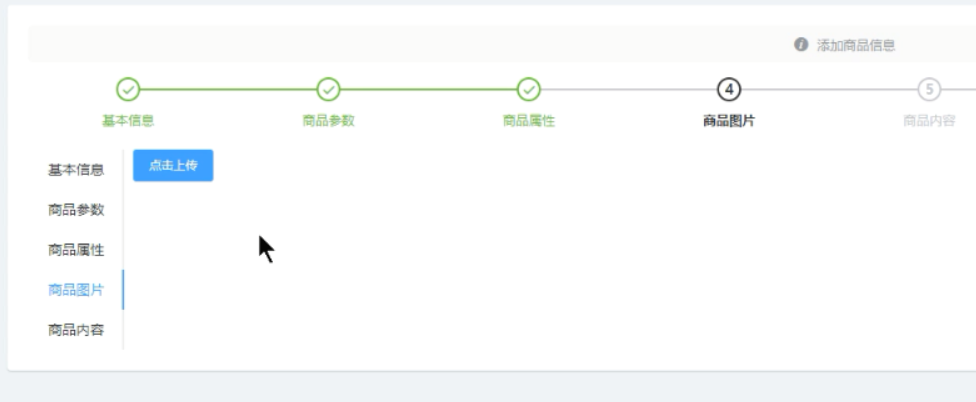 添加商品信息
4 5
基本信息 商品参数 商品属性 商品图片 商品内容
基本信息
点击上传
商品参数
商品属性
商品图片
商品内容